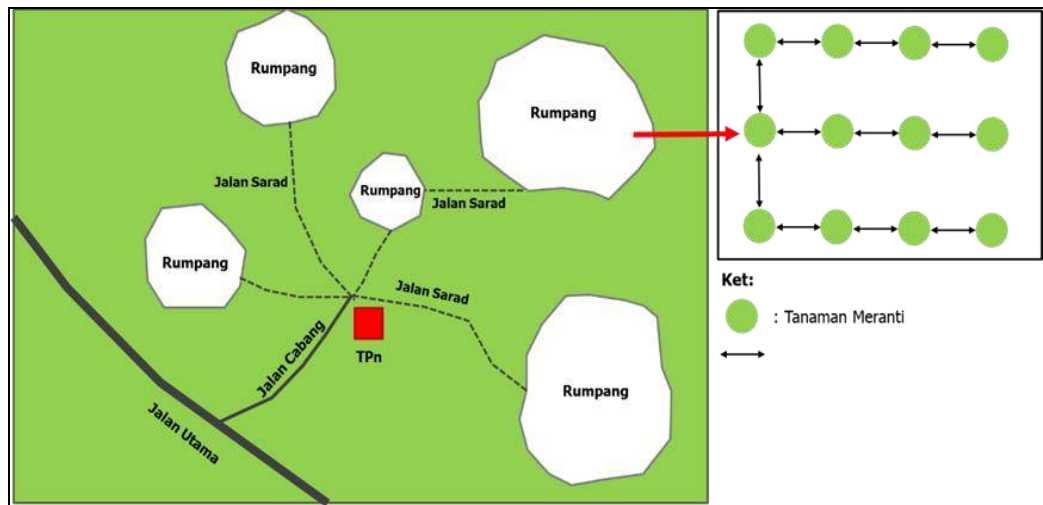 Rumpang
Rumpang
Jalan Sarad
Rumpang
Jalan Sarad
Rumpang
Jalan Sarad
TPn
Jalan Cabang
Rumpang
Jalan Utama
Ket:
: Tanaman Meranti